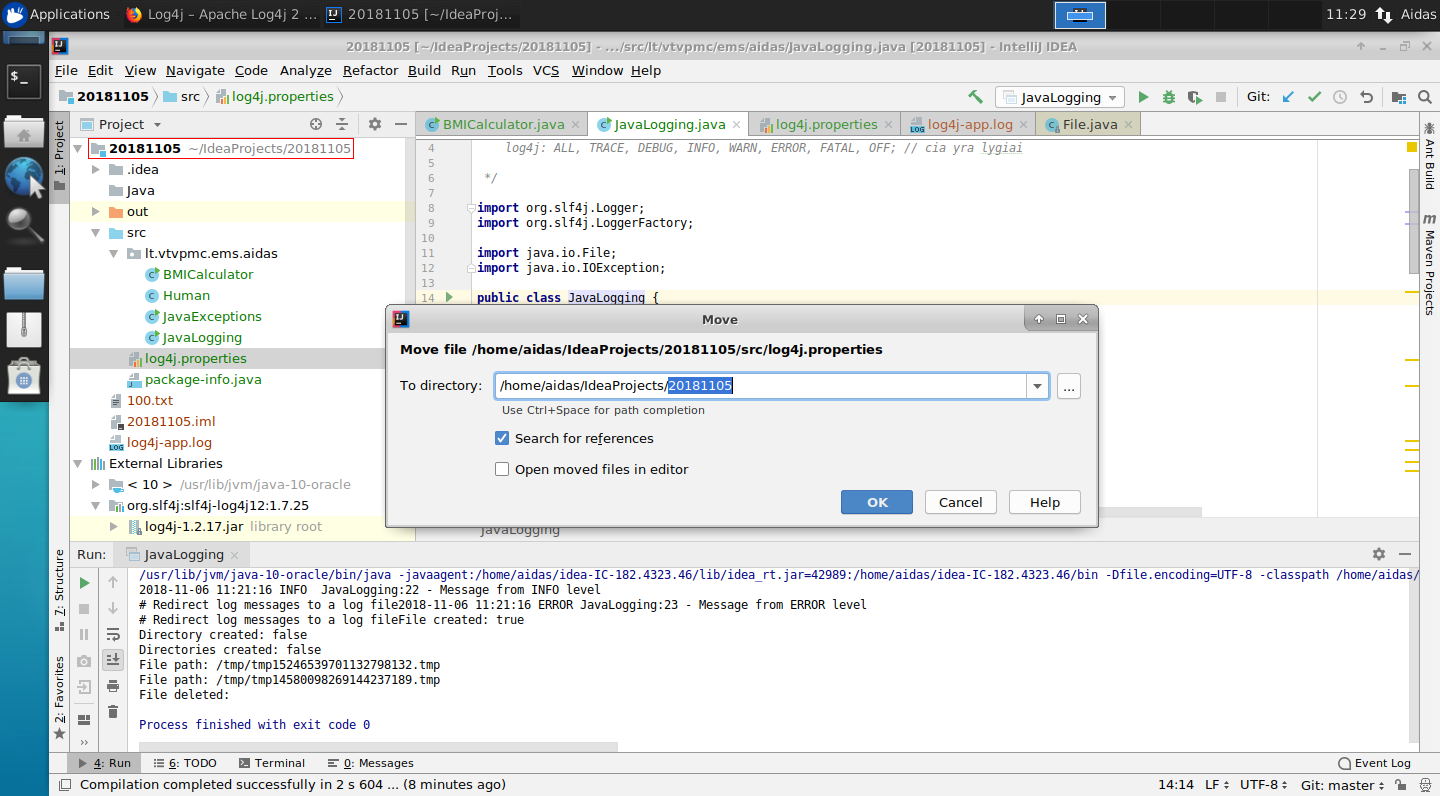 Applications
Log4j – Apache Log4j 2 ...
20181105 [~/IdeaProj...
11:29
Aidas
20181105 [~/IdeaProjects/20181105] - .../src/lt/vtvpmc/ems/aidas/JavaLogging.java [20181105] - IntelliJ IDEA
File Edit View Navigate Code Analyze Refactor Build Run Tools VCS Window Help
20181105 src log4j.properties
JavaLogging
Git:
1: Project
Project
BMICalculator.java
JavaLogging.java
log4j.properties
log4j-app.log
File.java
20181105 ~/IdeaProjects/20181105
.idea
Java
out
src
lt.vtvpmc.ems.aidas
BMICalculator
Human
JavaExceptions
JavaLogging
log4j.properties
package-info.java
100.txt
20181105.iml
log4j-app.log
External Libraries
< 10 > /usr/lib/jvm/java-10-oracle
org.slf4j:slf4j-log4j12:1.7.25
log4j-1.2.17.jar library root
4 log4j: ALL, TRACE, DEBUG, INFO, WARN, ERROR, FATAL, OFF; // cia yra lygiai
5
6 */
7
8 import org.slf4j.Logger;
9 import org.slf4j.LoggerFactory;
10
11 import java.io.File;
12 import java.io.IOException;
13
14 public class JavaLogging {
JavaLogging
Ant Build
m Maven Projects
Move
Move file /home/aidas/IdeaProjects/20181105/src/log4j.properties
To directory: /home/aidas/IdeaProjects/20181105
...
Use Ctrl+Space for path completion
Search for references
Open moved files in editor
OK Cancel Help
7: Structure
2: Favorites
Run: JavaLogging
/usr/lib/jvm/java-10-oracle/bin/java -javaagent:/home/aidas/idea-IC-182.4323.46/lib/idea_rt.jar=42989:/home/aidas/idea-IC-182.4323.46/bin -Dfile.encoding=UTF-8 -classpath /home/aidas/
2018-11-06 11:21:16 INFO  JavaLogging:22 - Message from INFO level
# Redirect log messages to a log file2018-11-06 11:21:16 ERROR JavaLogging:23 - Message from ERROR level
# Redirect log messages to a log fileFile created: true
Directory created: false
Directories created: false
File path: /tmp/tmp15246539701132798132.tmp
File path: /tmp/tmp14580098269144237189.tmp
File deleted:
Process finished with exit code 0
4: Run
6: TODO
Terminal
0: Messages
Event Log
Compilation completed successfully in 2 s 604 ... (8 minutes ago)
14:14 LF UTF-8 Git: master